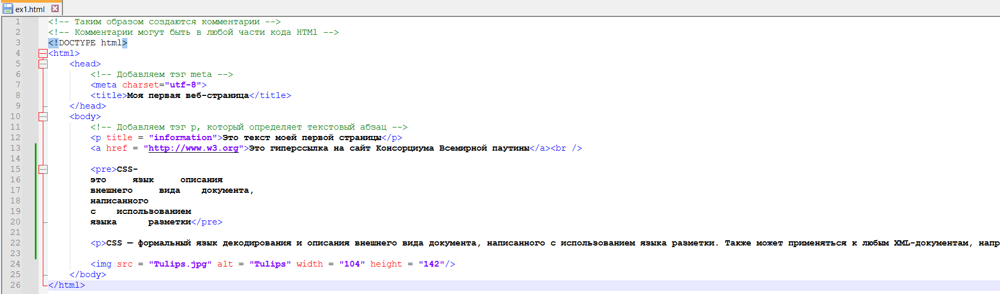 ex1.html
1 <!-- Таким образом создаются комментарии -->
2 <!-- Комментарии могут быть в любой части кода HTMl -->
3 <!DOCTYPE html>
4 <html>
5 <head>
6 <!-- Добавляем тэг meta -->
7 <meta charset="utf-8">
8 <title>Моя первая веб-страница</title>
9 </head>
10 <body>
11 <!-- Добавляем тэг p, который определяет текстовый абзац -->
12 <p title = "information">Это текст моей первой страницы</p>
13 <a href = "http://www.w3.org">Это гиперссылка на сайт Консорциума Всемирной паутины</a><br />
14
15 <pre>CSS-
16 это     язык     описания
17 внешнего     вида    документа,
18 написанного
19 с    использованием
20 языка      разметки</pre>
21
22 <p>CSS — формальный язык декодирования и описания внешнего вида документа, написанного с использованием языка разметки. Также может применяться к любым XML-документам, напр
23
24 <img src = "Tulips.jpg" alt = "Tulips" width = "104" height = "142"/>
25 </body>
26 </html>